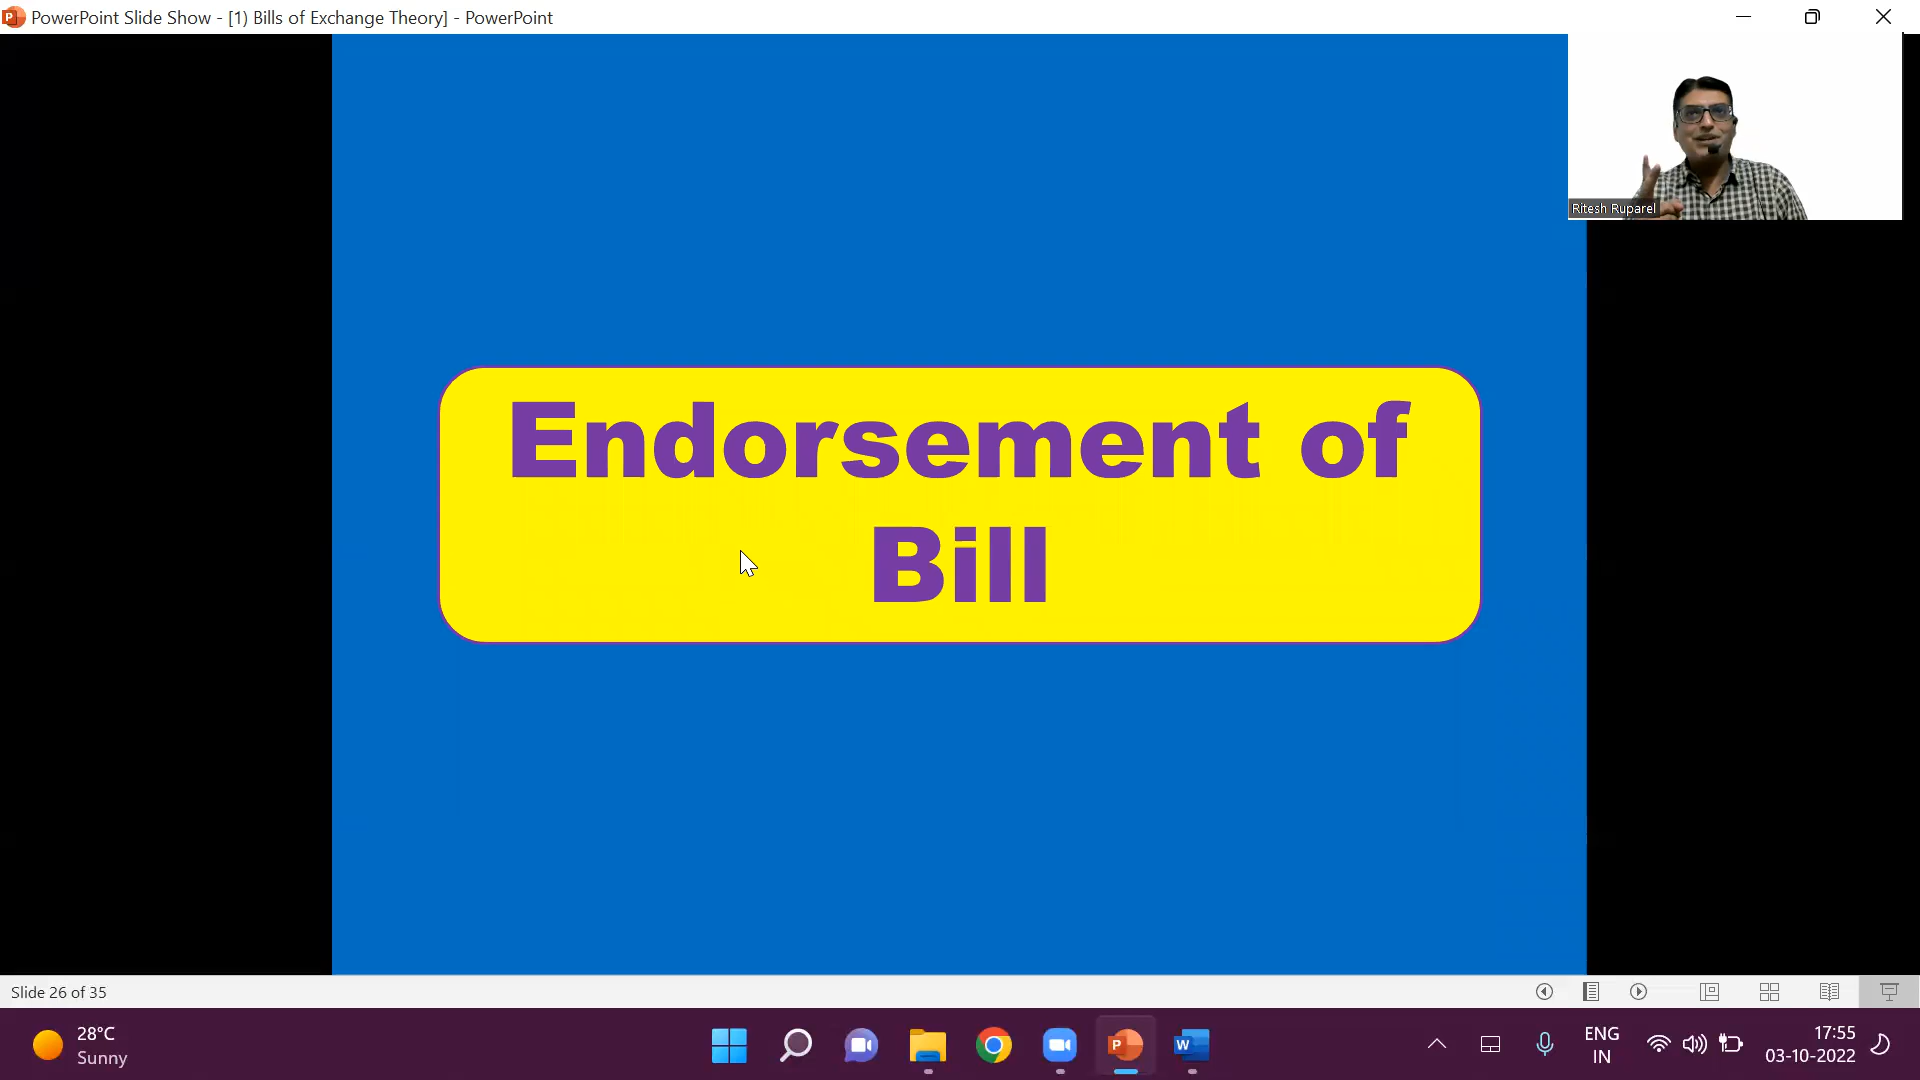 PowerPoint Slide Show - [1) Bills of Exchange Theory] - PowerPoint
Ritesh Ruparel
Endorsement of
Bill
Slide 26 of 35
28°C
Sunny
ENG
IN
17:55
03-10-2022